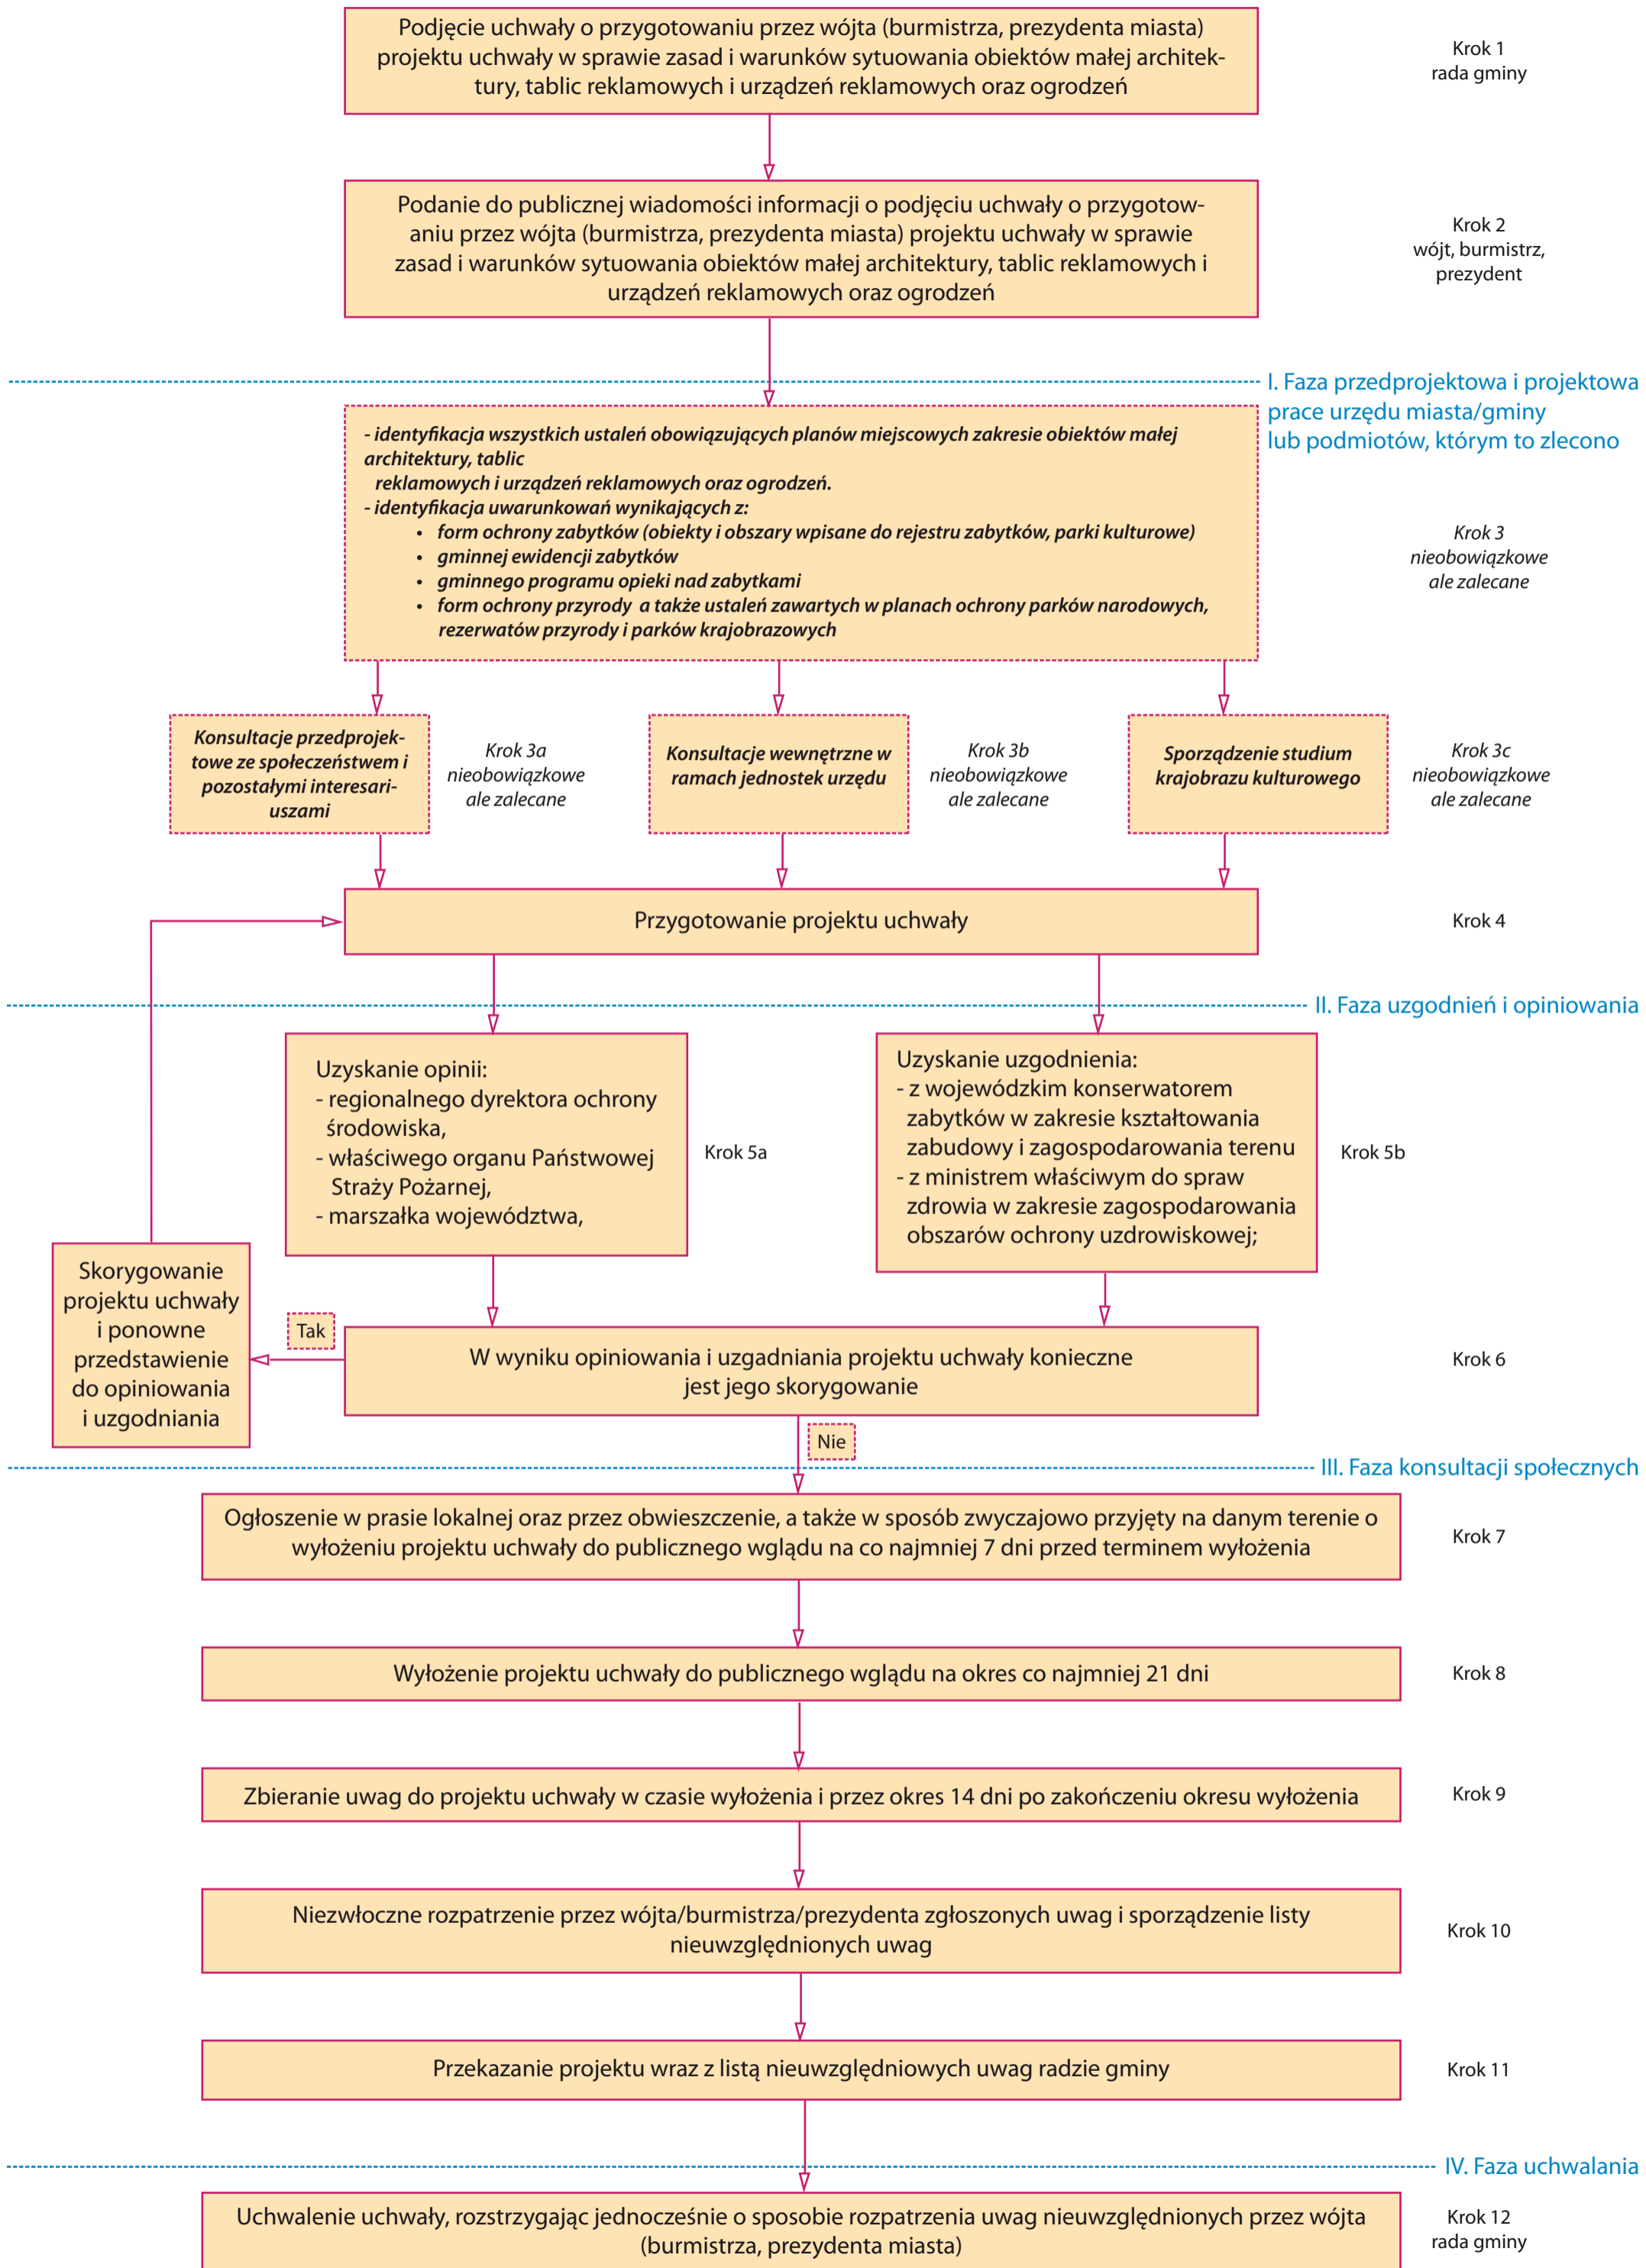 Podjęcie uchwały o przygotowaniu przez wójta (burmistrza, prezydenta miasta)
projektu uchwały w sprawie zasad i warunków sytuowania obiektów małej architek-
tury, tablic reklamowych i urządzeń reklamowych oraz ogrodzeń
Krok 1
rada gminy
Podanie do publicznej wiadomości informacji o podjęciu uchwały o przygotow-
aniu przez wójta (burmistrza, prezydenta miasta) projektu uchwały w sprawie
zasad i warunków sytuowania obiektów małej architektury, tablic reklamowych i
urządzeń reklamowych oraz ogrodzeń
Krok 2
wójt, burmistrz,
prezydent
I. Faza przedprojektowa i projektowa
prace urzędu miasta/gminy
lub podmiotów, którym to zlecono
- identyfikacja wszystkich ustaleń obowiązujących planów miejscowych zakresie obiektów małej
architektury, tablic
reklamowych i urządzeń reklamowych oraz ogrodzeń.
- identyfikacja uwarunkowań wynikających z:
• form ochrony zabytków (obiekty i obszary wpisane do rejestru zabytków, parki kulturowe)
• gminnej ewidencji zabytków
• gminnego programu opieki nad zabytkami
• form ochrony przyrody a także ustaleń zawartych w planach ochrony parków narodowych,
rezerwatów przyrody i parków krajobrazowych
Krok 3
nieobowiązkowe
ale zalecane
Konsultacje przedprojek-
towe ze społeczeństwem i
pozostałymi interesari-
uszami
Krok 3a
nieobowiązkowe
ale zalecane
Konsultacje wewnętrzne w
ramach jednostek urzędu
Krok 3b
nieobowiązkowe
ale zalecane
Sporządzenie studium
krajobrazu kulturowego
Krok 3c
nieobowiązkowe
ale zalecane
Przygotowanie projektu uchwały
Krok 4
II. Faza uzgodnień i opiniowania
Uzyskanie opinii:
- regionalnego dyrektora ochrony
środowiska,
- właściwego organu Państwowej
Straży Pożarnej,
- marszałka województwa,
Krok 5a
Uzyskanie uzgodnienia:
- z wojewódzkim konserwatorem
zabytków w zakresie kształtowania
zabudowy i zagospodarowania terenu
- z ministrem właściwym do spraw
zdrowia w zakresie zagospodarowania
obszarów ochrony uzdrowiskowej;
Krok 5b
Skorygowanie
projektu uchwały
i ponowne
przedstawienie
do opiniowania
i uzgodniania
Tak
W wyniku opiniowania i uzgadniania projektu uchwały konieczne
jest jego skorygowanie
Krok 6
Nie
III. Faza konsultacji społecznych
Ogłoszenie w prasie lokalnej oraz przez obwieszczenie, a także w sposób zwyczajowo przyjęty na danym terenie o
wyłożeniu projektu uchwały do publicznego wglądu na co najmniej 7 dni przed terminem wyłożenia
Krok 7
Wyłożenie projektu uchwały do publicznego wglądu na okres co najmniej 21 dni
Krok 8
Zbieranie uwag do projektu uchwały w czasie wyłożenia i przez okres 14 dni po zakończeniu okresu wyłożenia
Krok 9
Niezwłoczne rozpatrzenie przez wójta/burmistrza/prezydenta zgłoszonych uwag i sporządzenie listy
nieuwzględnionych uwag
Krok 10
Przekazanie projektu wraz z listą nieuwzględniowych uwag radzie gminy
Krok 11
IV. Faza uchwalania
Uchwalenie uchwały, rozstrzygając jednocześnie o sposobie rozpatrzenia uwag nieuwzględnionych przez wójta
(burmistrza, prezydenta miasta)
Krok 12
rada gminy